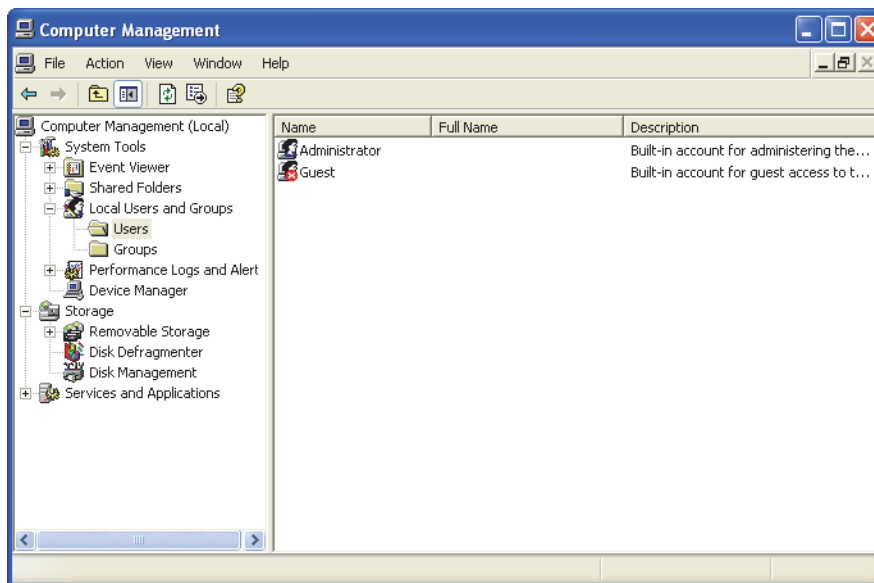 Computer Management
File Action View Window Help
Computer Management (Local)
System Tools
Event Viewer
Shared Folders
Local Users and Groups
Users
Groups
Performance Logs and Alert
Device Manager
Storage
Removable Storage
Disk Defragmenter
Disk Management
Services and Applications
Name Full Name Description
Administrator Built-in account for administering the...
Guest Built-in account for guest access to t...